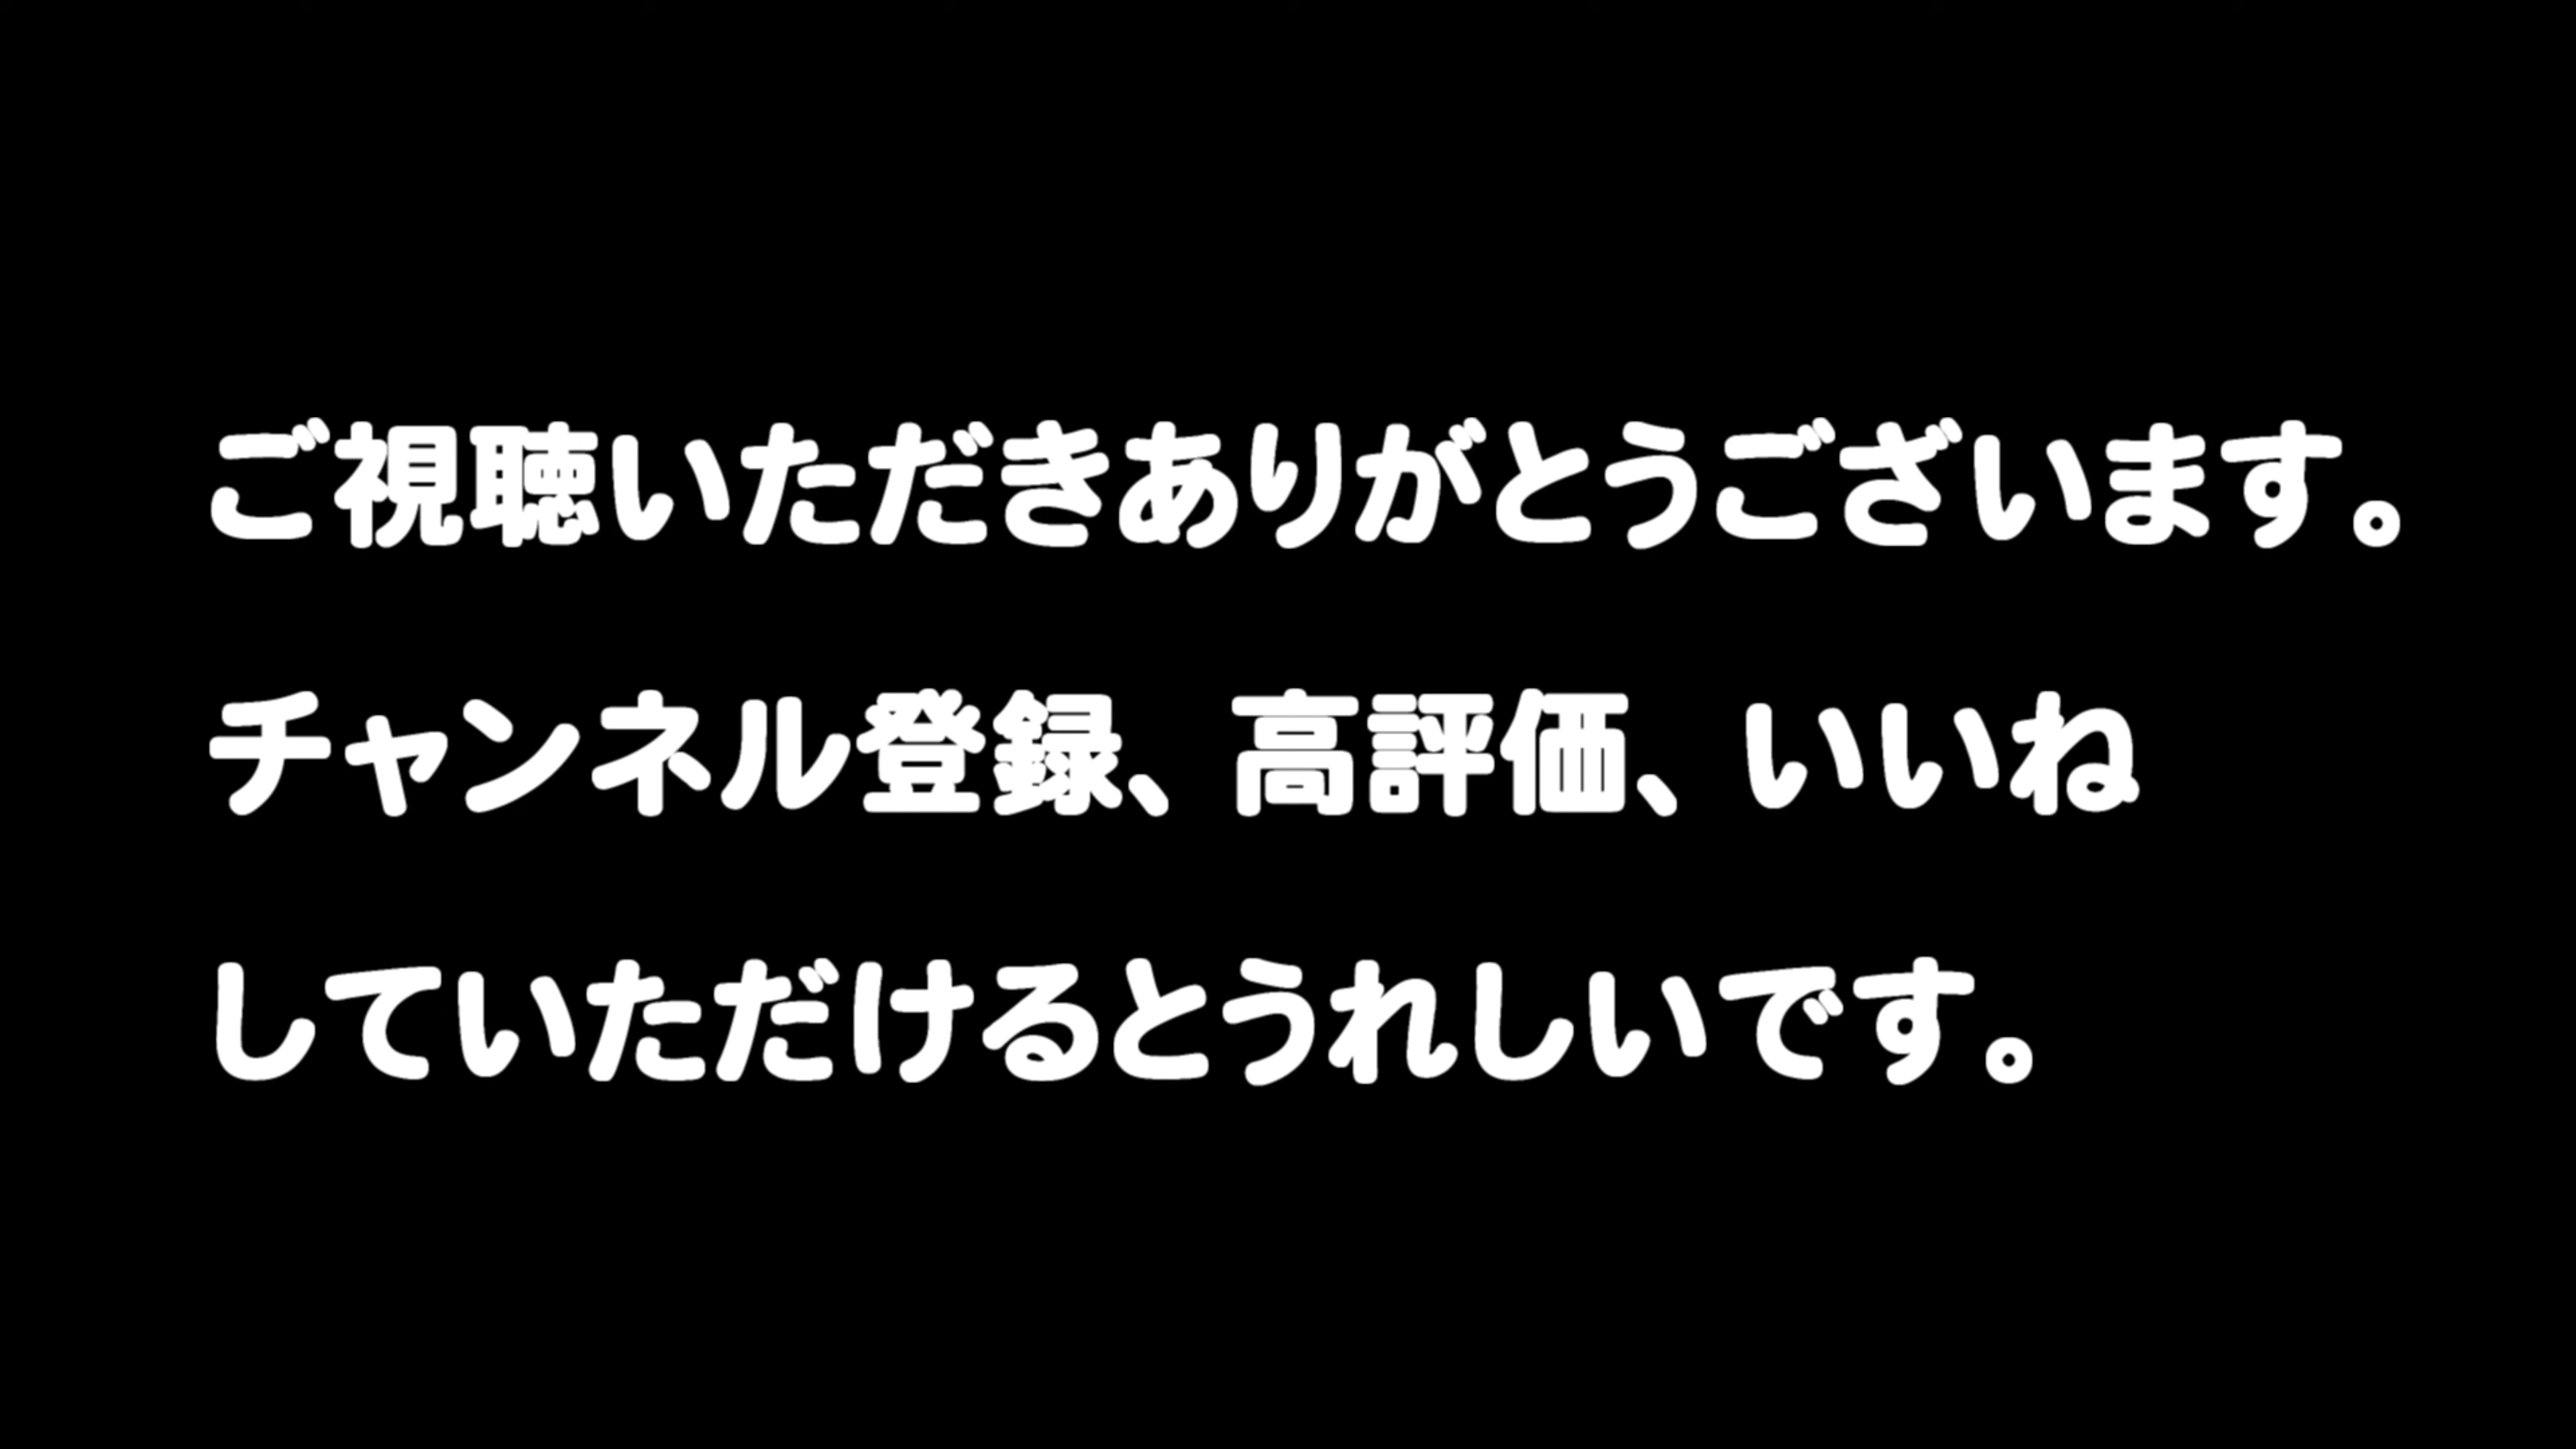 ご視聴いただきありがとうございます。
チャンネル登録、高評価、いいね
していただけるとうれしいです。